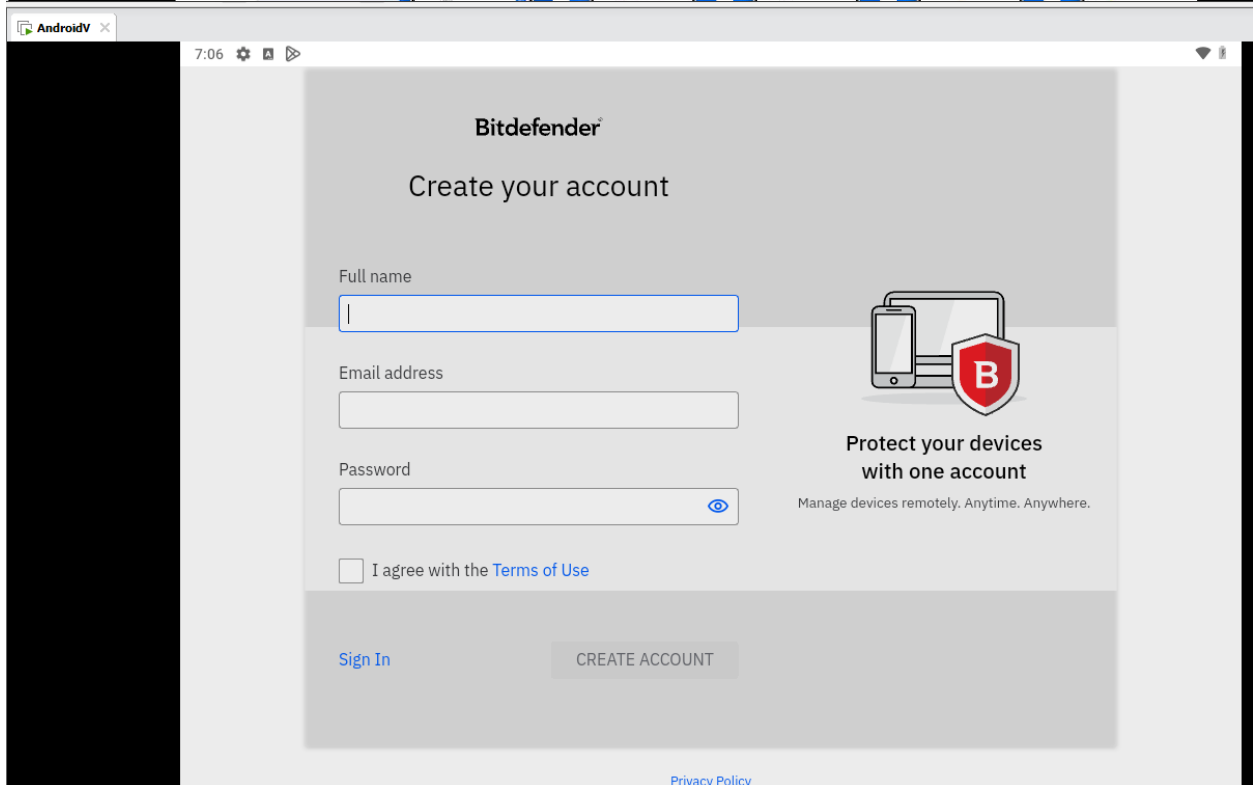 AndroidV
7:06
Bitdefender
Create your account
Full name
Email address
Password
I agree with the Terms of Use
Sign In
CREATE ACCOUNT
B
Protect your devices
with one account
Manage devices remotely. Anytime. Anywhere.
Privacy Policy